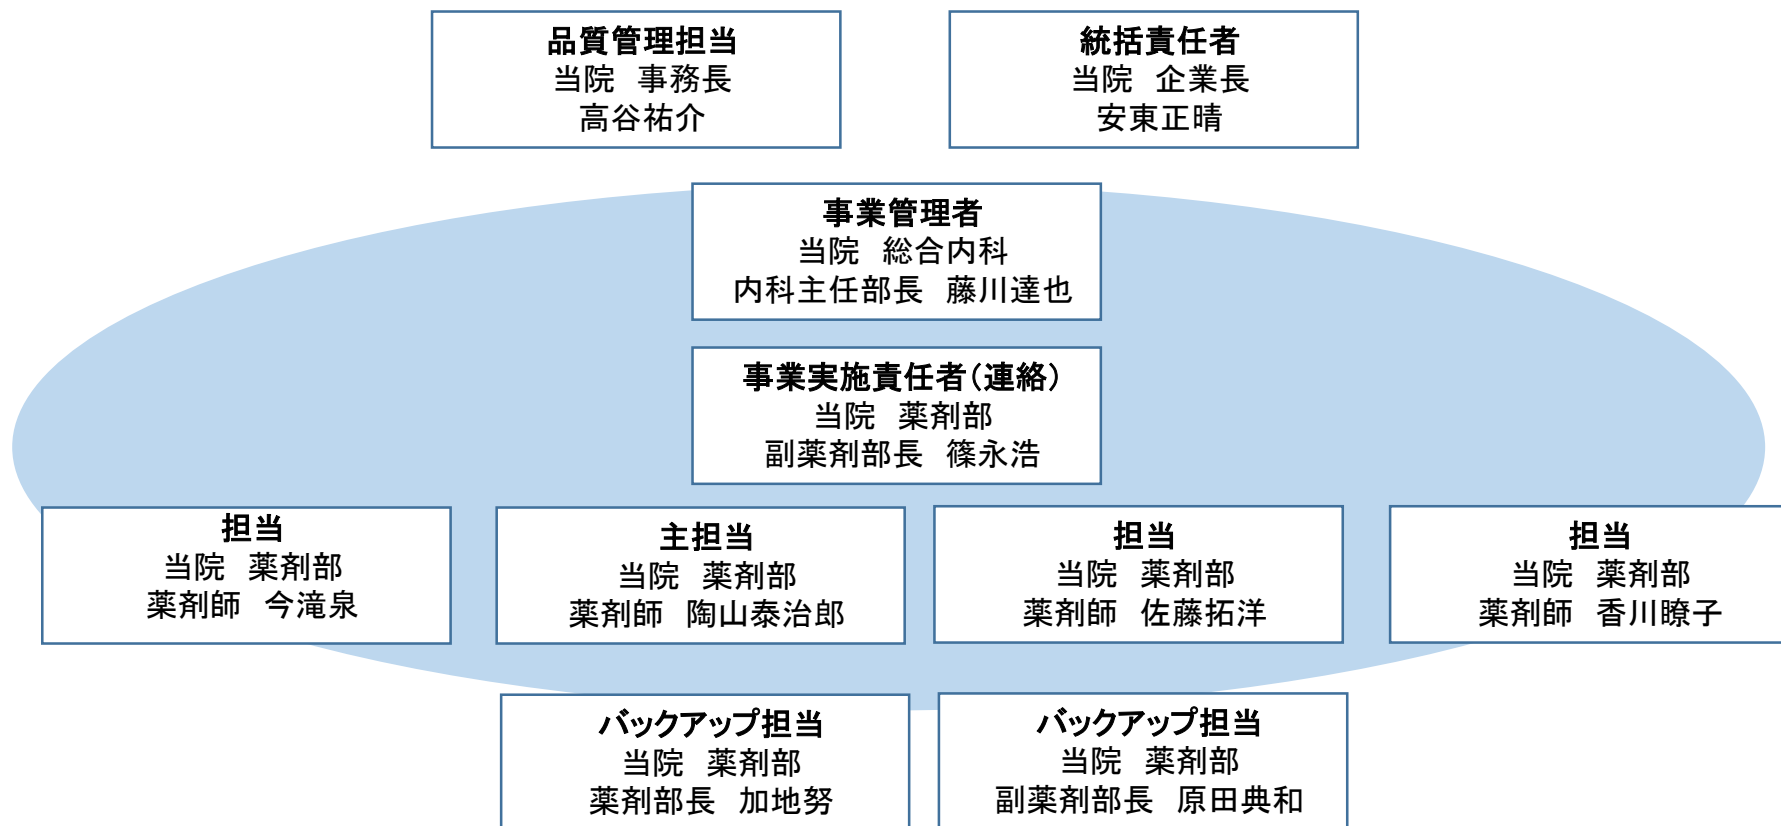 品質管理担当
当院　事務長
高谷祐介
統括責任者
当院　企業長
安東正晴
事業管理者
当院　総合内科
内科主任部長　藤川達也
事業実施責任者（連絡）
当院　薬剤部
副薬剤部長　篠永浩
担当
当院　薬剤部
薬剤師　今滝泉
主担当
当院　薬剤部
薬剤師　陶山泰治郎
担当
当院　薬剤部
薬剤師　佐藤拓洋
担当
当院　薬剤部
薬剤師　香川瞭子
バックアップ担当
当院　薬剤部
薬剤部長　加地努
バックアップ担当
当院　薬剤部
副薬剤部長　原田典和